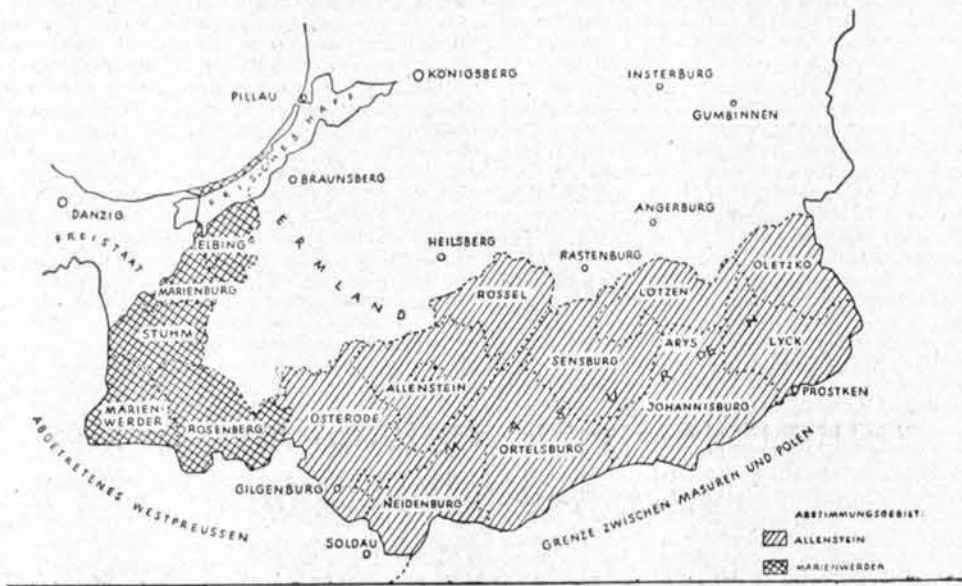 KÖNIGSBERG
INSTERBURG
PILLAU
GUMBINNEN
FRISCHES HAFF
BRAUNSBERG
DANZIG
FREISTAAT
ERMLAND
ANGERBURG
ELBING
HEILSBERG
RASTENBURG
OLETZKO
MARIENBURG
RÖSSEL
LÖTZEN
STUHM
ARYS
LYCK
SENSBURG
ALLENSTEIN
PROSTKEN
MARIEN-
WERDER
ROSENBERG
OSTERODE
JOHANNISBURG
MASUREN
ORTELSBURG
GILGENBURG
NEIDENBURG
SOLDAU
ABGETRETENES WESTPREUSSEN
GRENZE ZWISCHEN MASUREN UND POLEN
ABSTIMMUNGSGEBIET:
ALLENSTEIN
MARIENWERDER